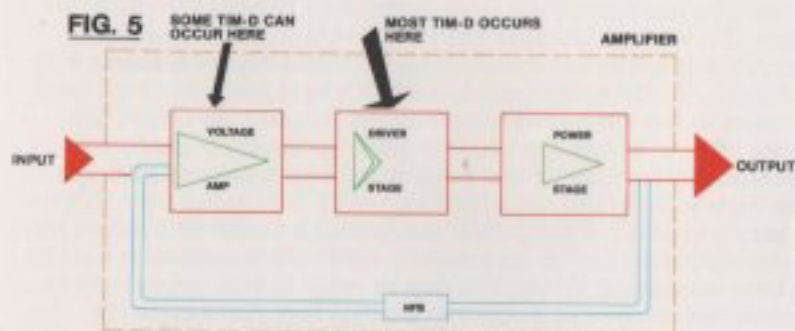 FIG. 5
SOME TIM-D CAN
OCCUR HERE
MOST TIM-D OCCURS
HERE
AMPLIFIER
INPUT
VOLTAGE
AMP
DRIVER
STAGE
POWER
STAGE
OUTPUT
NFB